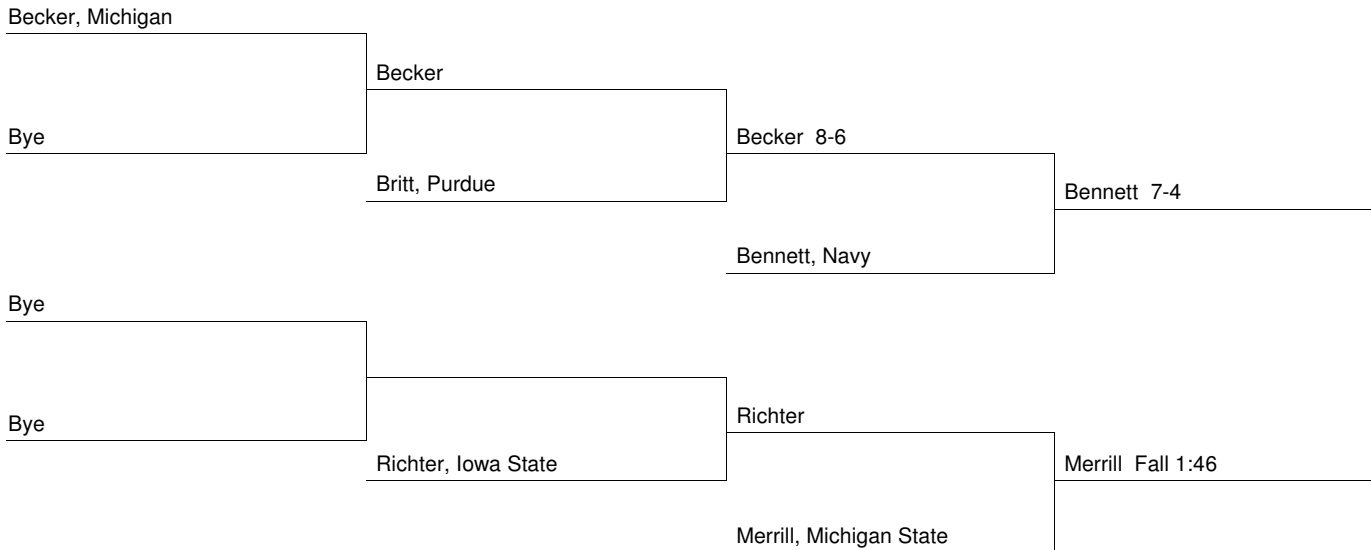 Becker, Michigan
Becker
Bye
Becker  8-6
Britt, Purdue
Bennett  7-4
Bennett, Navy
Bye
Bye
Richter
Richter, Iowa State
Merrill  Fall 1:46
Merrill, Michigan State